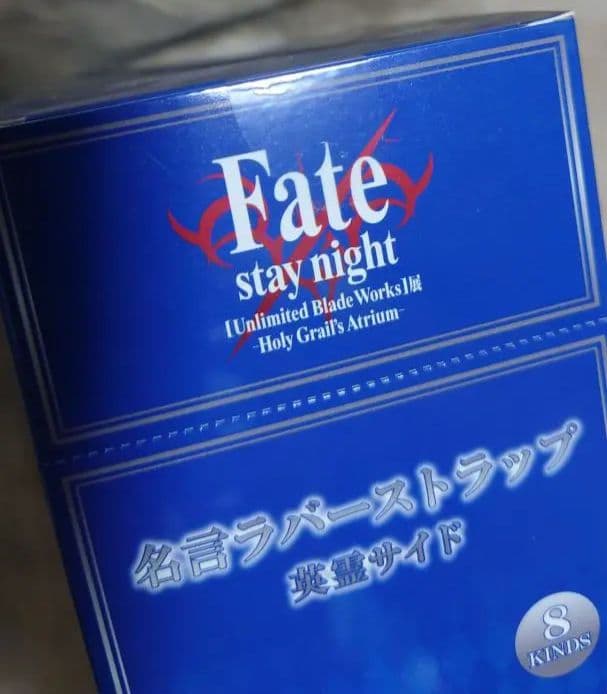 Fate
stay night
[Unlimited Blade Works]展
-Holy Grail's Atrium-
名言ラバーストラップ
英霊サイド
8
KINDS